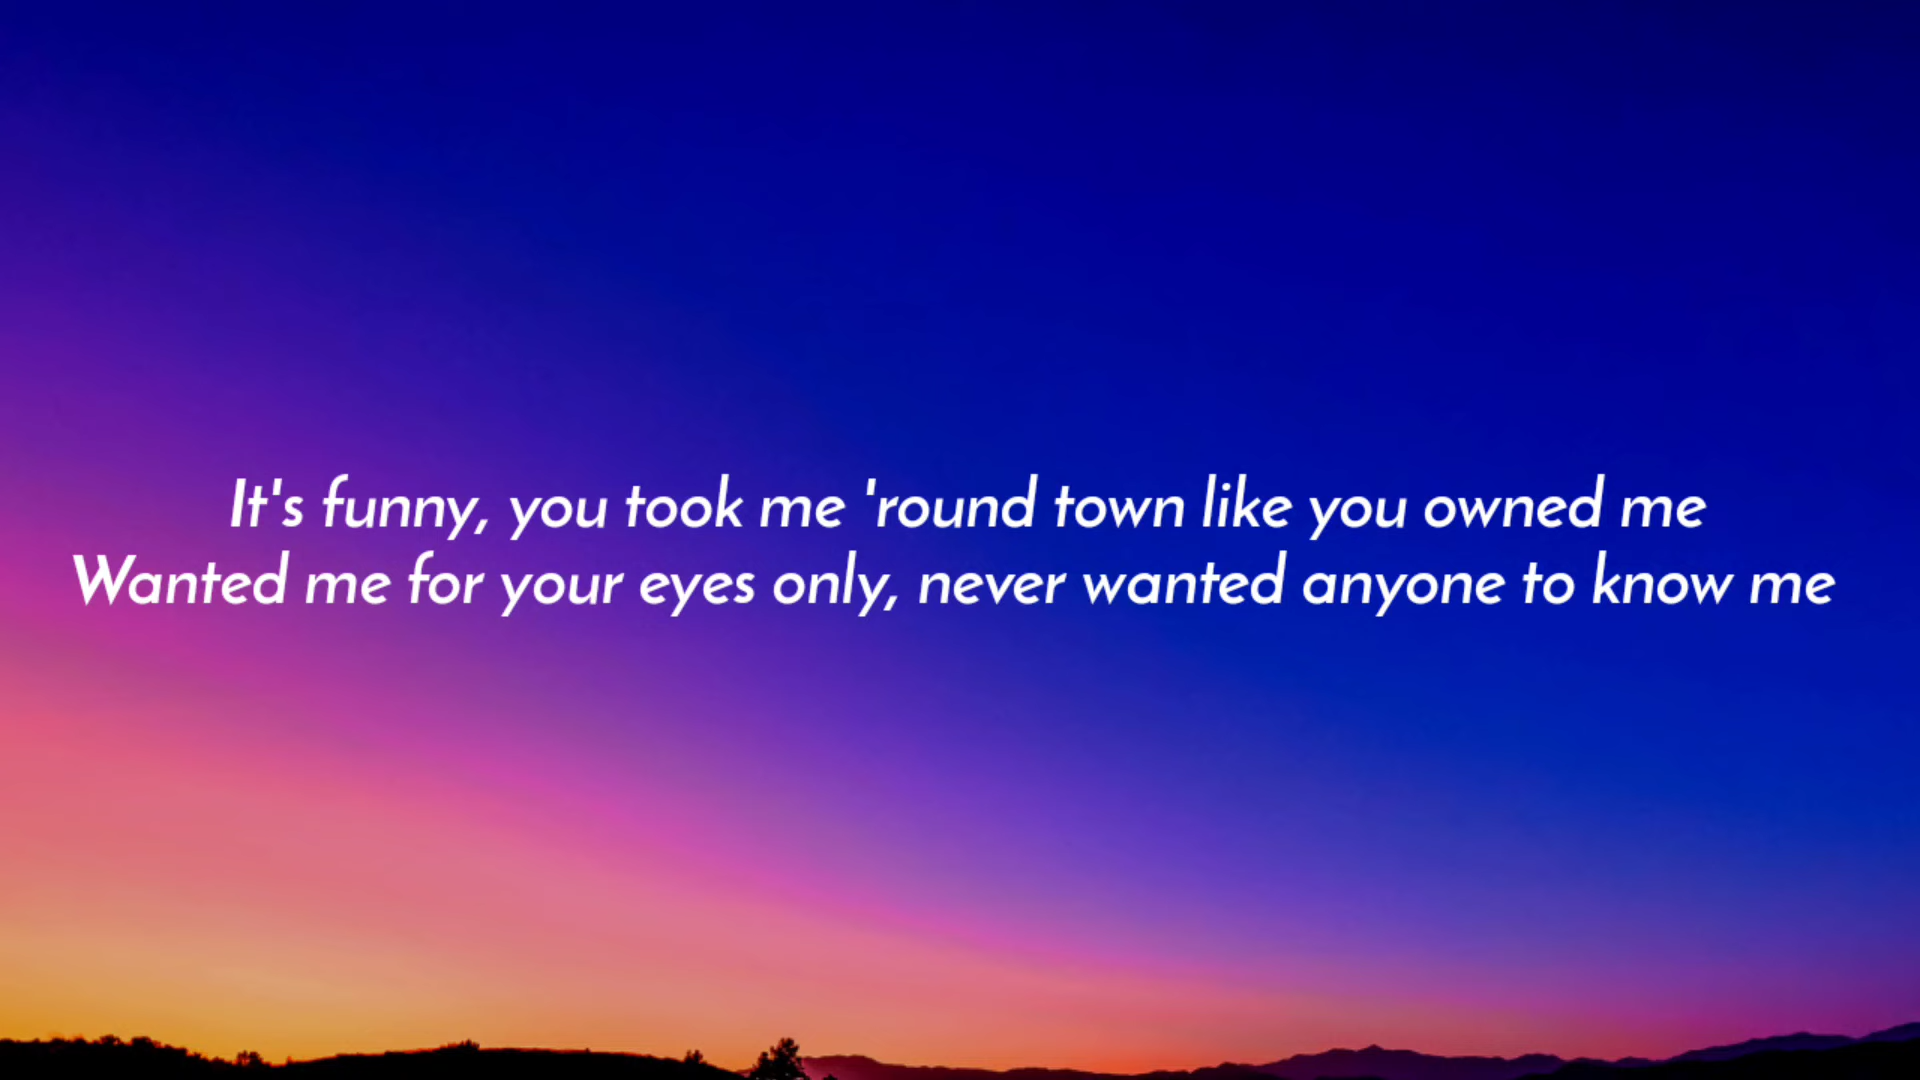 It's funny, you took me 'round town like you owned me
Wanted me for your eyes only, never wanted anyone to know me